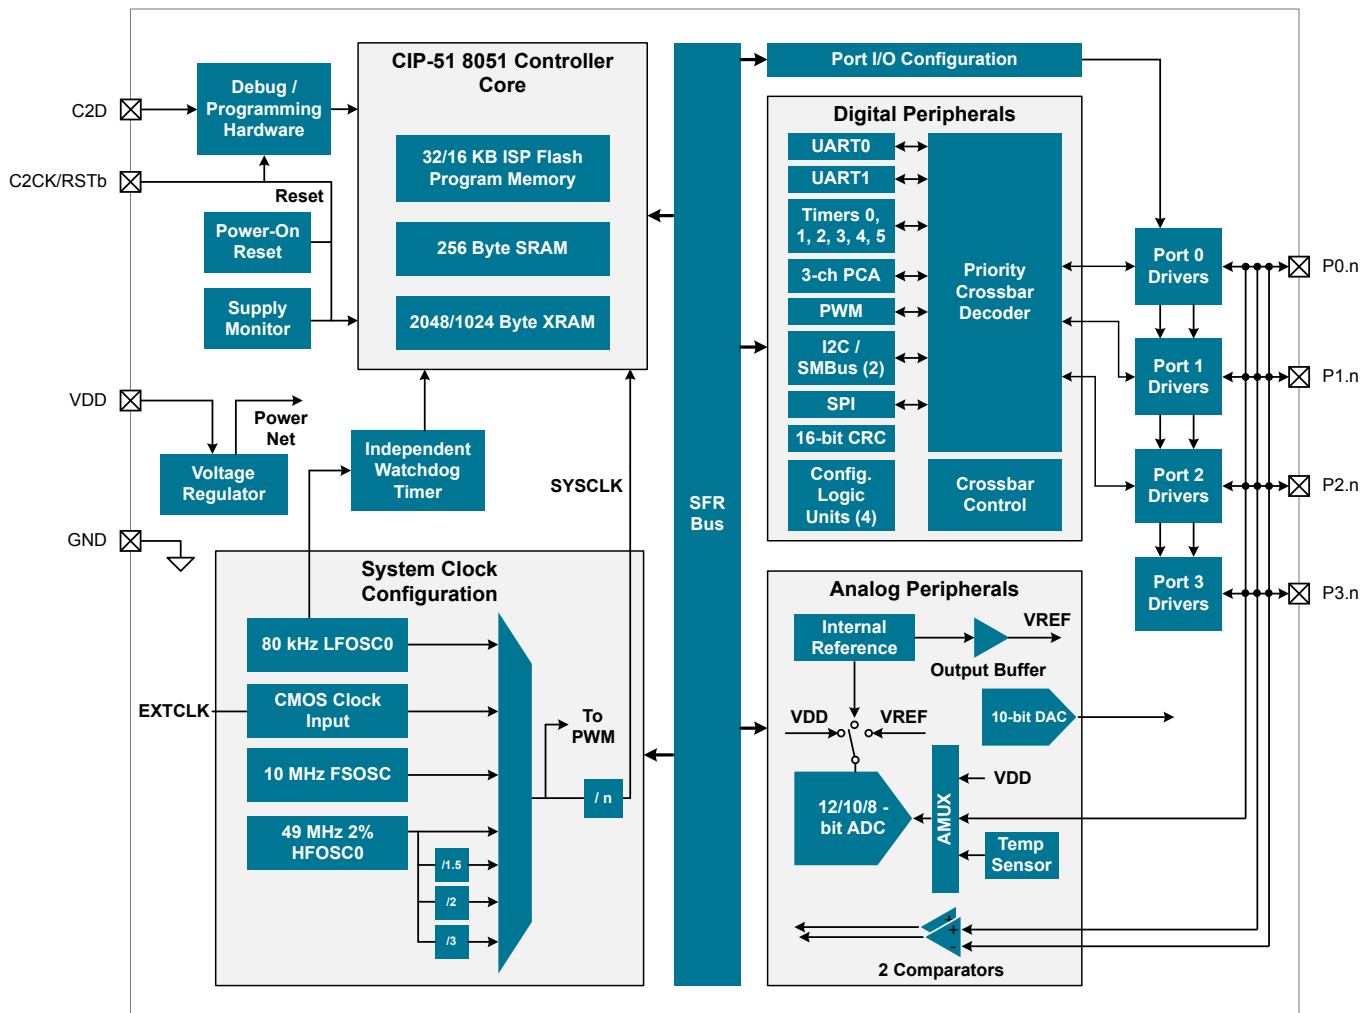 C2D
C2CK/RSTb
VDD
GND
EXTCLK
Debug /
Programming
Hardware
Reset
Power-On
Reset
Supply
Monitor
Power
Net
Voltage
Regulator
CIP-51 8051 Controller
Core
32/16 KB ISP Flash
Program Memory
256 Byte SRAM
2048/1024 Byte XRAM
Independent
Watchdog
Timer
SYSCLK
System Clock
Configuration
80 kHz LFOSC0
CMOS Clock
Input
10 MHz FSOSC
49 MHz 2%
HFOSC0
/1.5
/2
/3
To
PWM
/ n
SFR
Bus
Port I/O Configuration
Digital Peripherals
UART0
UART1
Timers 0,
1, 2, 3, 4, 5
3-ch PCA
PWM
I2C /
SMBus (2)
SPI
16-bit CRC
Config.
Logic
Units (4)
Priority
Crossbar
Decoder
Crossbar
Control
Analog Peripherals
Internal
Reference
VREF
Output Buffer
VDD
VREF
10-bit DAC
12/10/8 -
bit ADC
AMUX
VDD
Temp
Sensor
+
+
-
2 Comparators
Port 0
Drivers
Port 1
Drivers
Port 2
Drivers
Port 3
Drivers
P0.n
P1.n
P2.n
P3.n